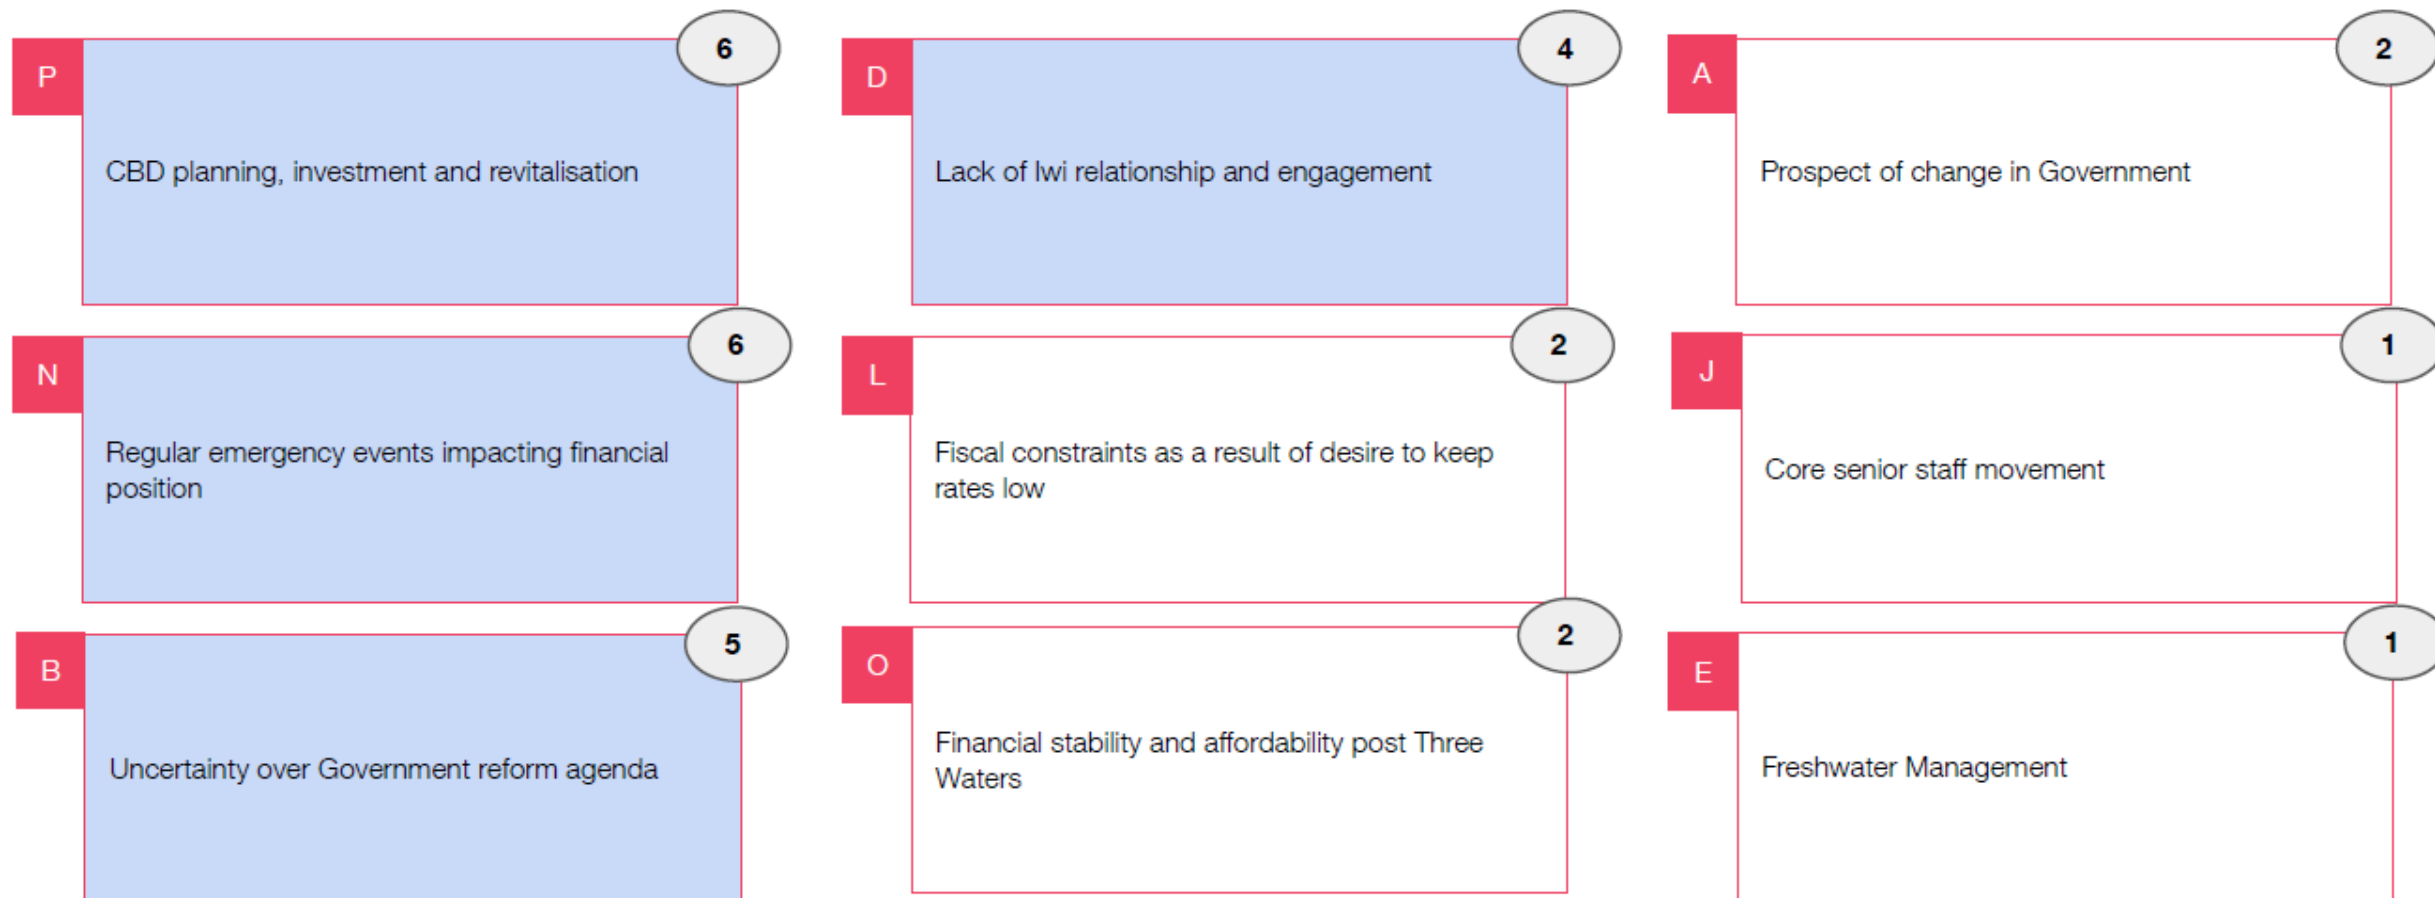 P
6
CBD planning, investment and revitalisation
D
4
Lack of Iwi relationship and engagement
A
2
Prospect of change in Government
N
6
Regular emergency events impacting financial
position
L
2
Fiscal constraints as a result of desire to keep
rates low
J
1
Core senior staff movement
B
5
Uncertainty over Government reform agenda
O
2
Financial stability and affordability post Three
Waters
E
1
Freshwater Management